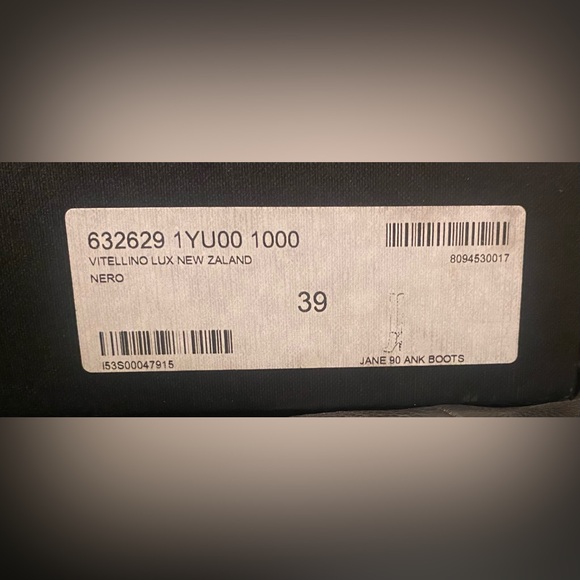 632629 1YU00 1000
VITELLINO LUX NEW ZALAND
NERO
8094530017
39
I53S00047915
JANE 90 ANK BOOTS